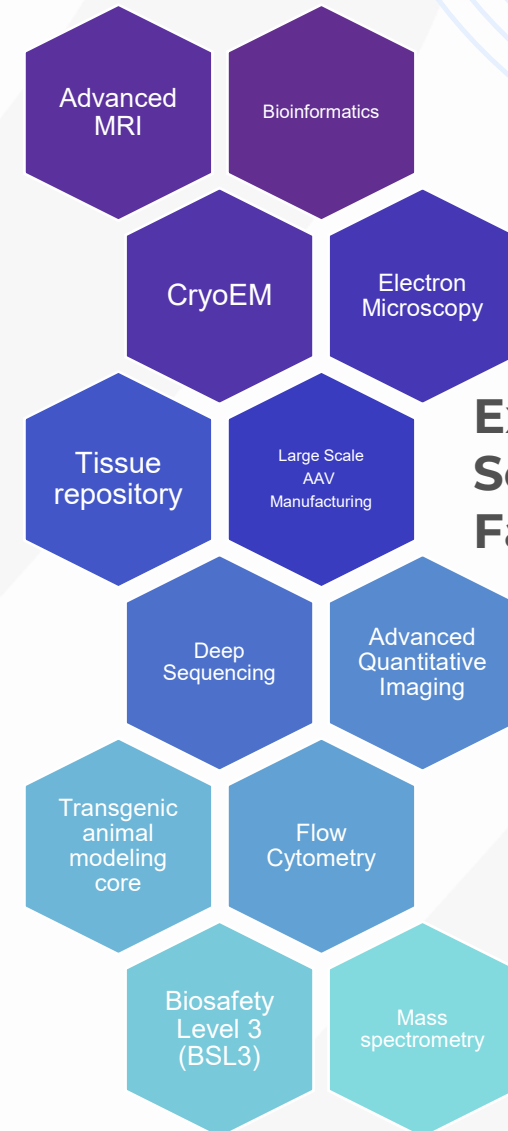 Advanced
MRI
Bioinformatics
CryoEM
Electron
Microscopy
Tissue
repository
Large Scale
AAV
Manufacturing
Deep
Sequencing
Advanced
Quantitative
Imaging
Transgenic
animal
modeling
core
Flow
Cytometry
Biosafety
Level 3
(BSL3)
Mass
spectrometry